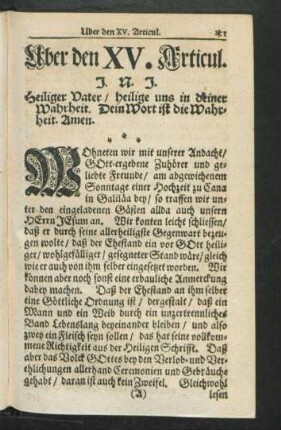 Uber den XV. Articul.
Uber den XV. Articul.
J. N. J.
Heiliger Vater / heilige uns in deiner
Wahrheit. Dein Wort ist die Wahr-
heit. Amen.
WOhneten wir mit unserer Andacht /
GOtt-ergebene Zuhörer und ge-
liebte Freunde / am abgewichenem
Sonntage einer Hochzeit zu Cana
in Galiläa bey / so traffen wir un-
ter den eingeladenen Gästen allda auch unsern
HErrn JEsum an. Wir konten leicht schliessen /
daß er durch seine allerheiligste Gegenwart bezeu-
gen wolte / daß der Ehestand ein vor GOtt heili-
ger / wohlgefälliger / gesegneter Stand wäre / gleich
wie er auch von ihm selber eingesetzet worden. Wir
können aber noch sonst eine erbauliche Anmerckung
dabey machen. Daß der Ehestand an ihm selber
eine Göttliche Ordnung ist / dergestalt / daß ein
Mann und ein Weib durch ein unzertrennliches
Band Lebenslang beyeinander bleiben / und also
zwey ein Fleisch seyn sollen / das hat seine vollkom-
mene Richtigkeit aus der Heiligen Schrifft. Daß
aber das Volck GOttes bey den Verlob- und Ver-
ehlichungen allerhand Ceremonien und Gebräuche
gehabt / daran ist auch kein Zweifel. Gleichwohl
(A) lesen